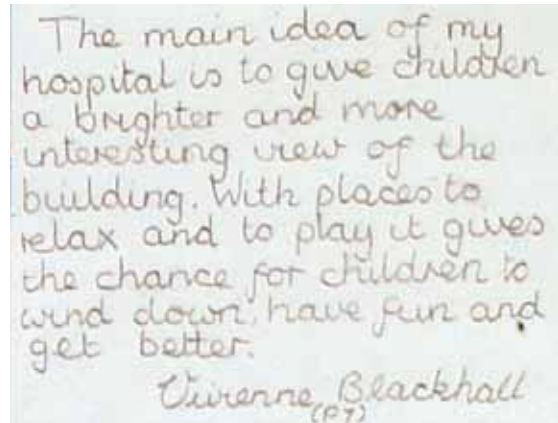 The main idea of my
hospital is to give children
a brighter and more
interesting view of the
building. With places to
relax and to play it gives
the chance for children to
wind down, have fun and
get better.
Vivienne Blackhall
(P7)